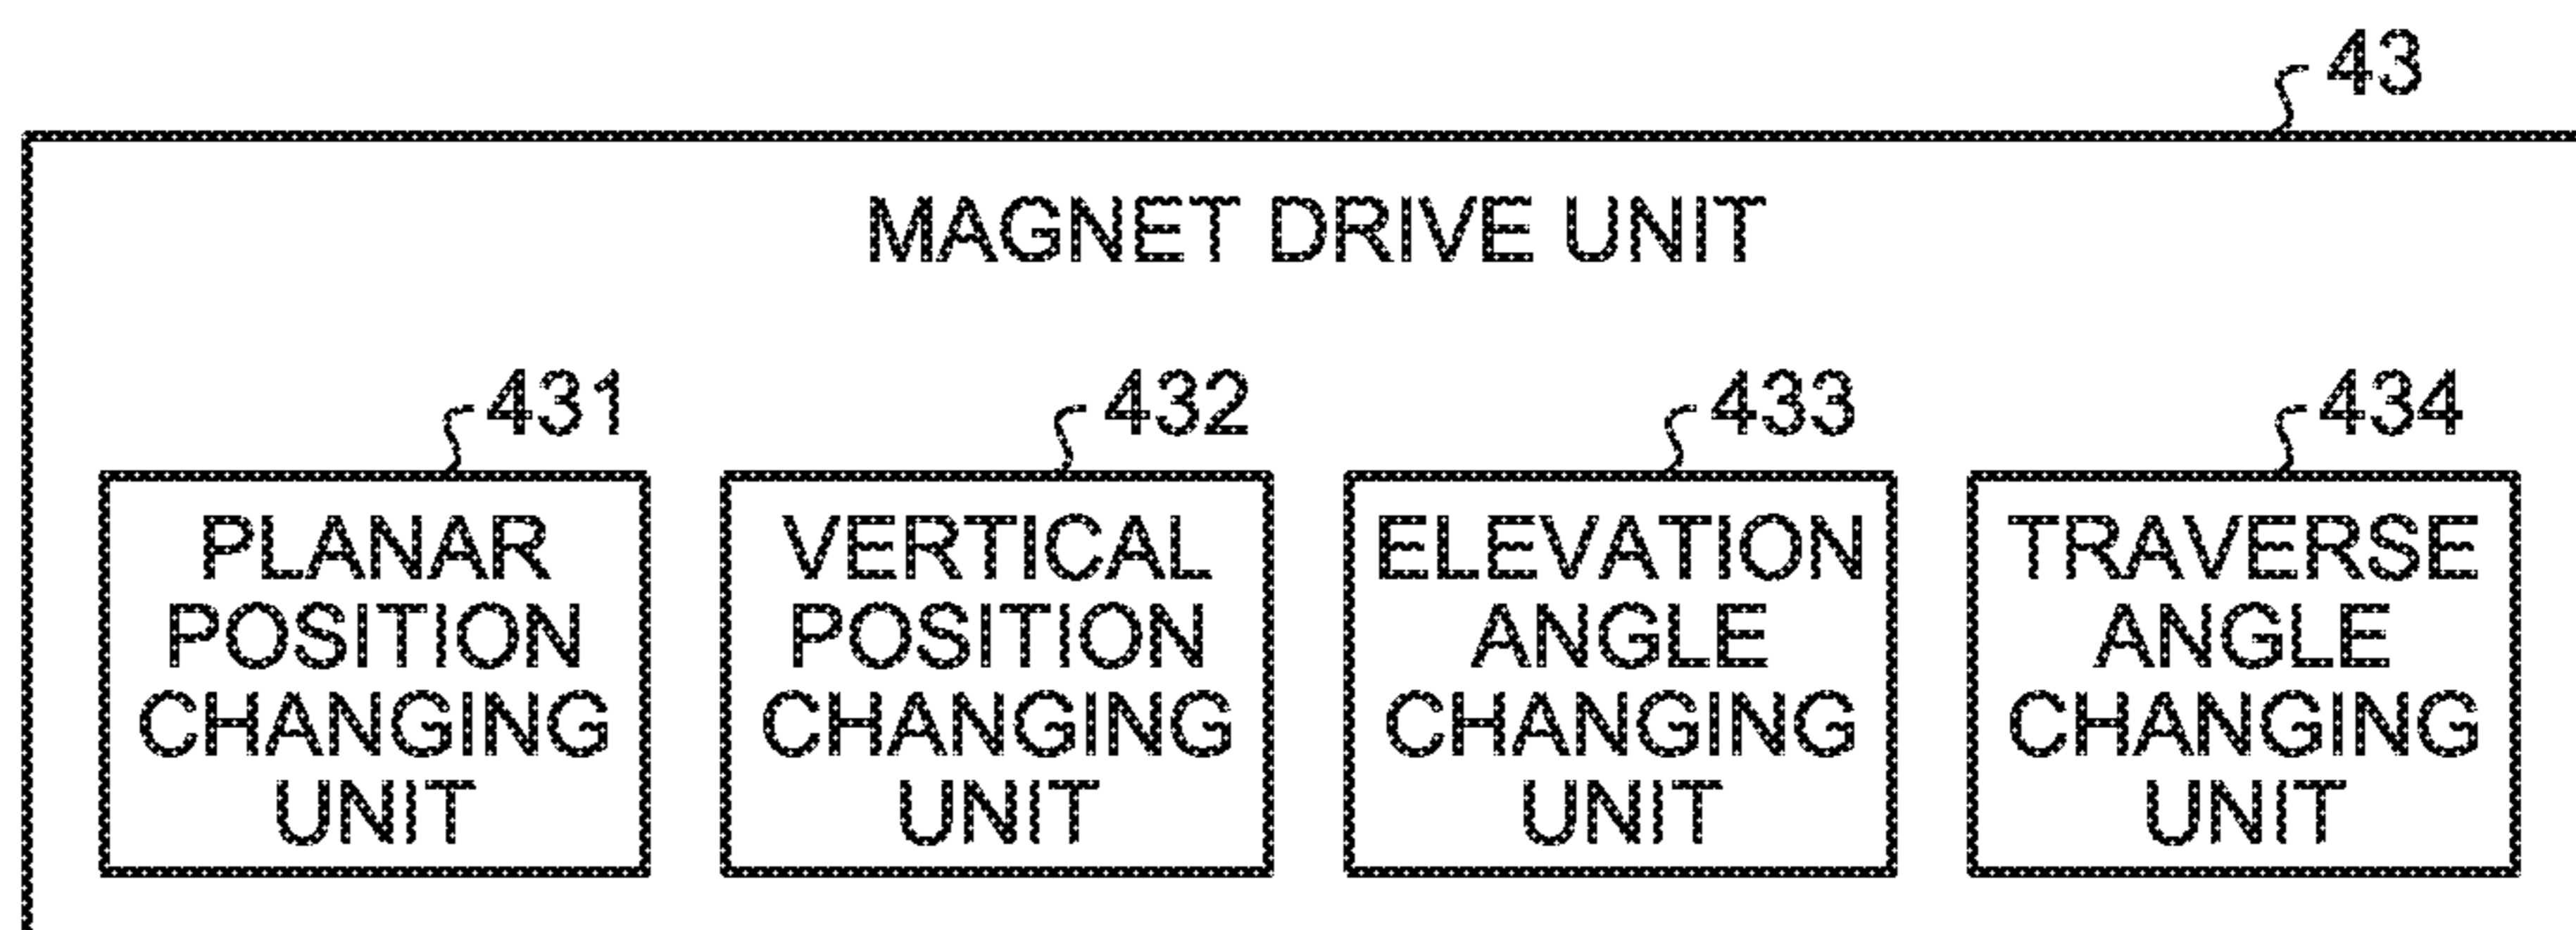 43
MAGNET DRIVE UNIT
431
PLANAR
POSITION
CHANGING
UNIT
432
VERTICAL
POSITION
CHANGING
UNIT
433
ELEVATION
ANGLE
CHANGING
UNIT
434
TRAVERSE
ANGLE
CHANGING
UNIT